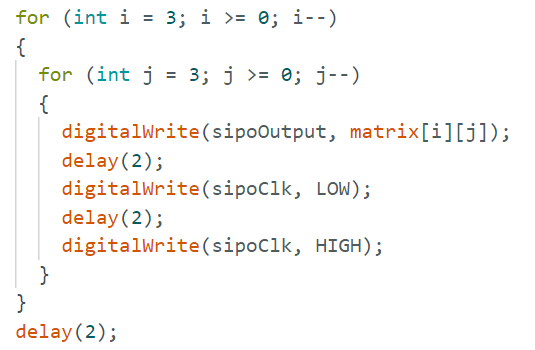 for (int i = 3; i >= 0; i--)
{
  for (int j = 3; j >= 0; j--)
  {
    digitalWrite(sipoOutput, matrix[i][j]);
    delay(2);
    digitalWrite(sipoClk, LOW);
    delay(2);
    digitalWrite(sipoClk, HIGH);
  }
}
delay(2);